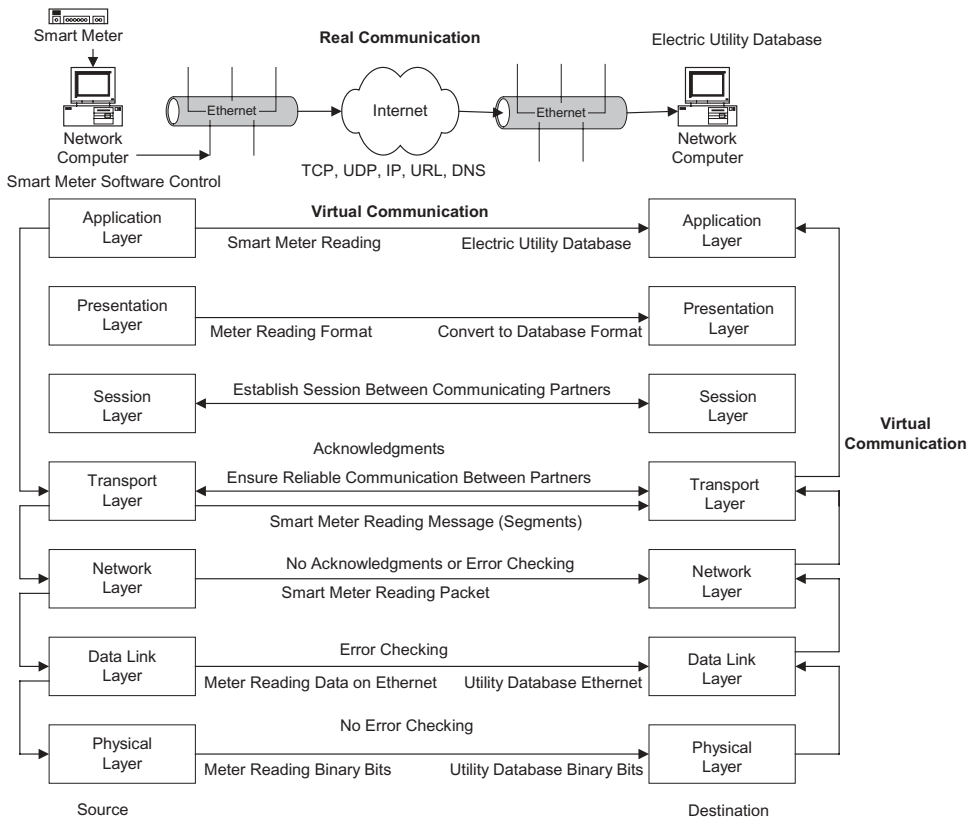 Smart Meter
Real Communication
Electric Utility Database
Ethernet
Internet
Ethernet
Network
Computer
Network
Computer
TCP, UDP, IP, URL, DNS
Smart Meter Software Control
Application
Layer
Virtual Communication
Smart Meter Reading
Electric Utility Database
Application
Layer
Presentation
Layer
Meter Reading Format
Convert to Database Format
Presentation
Layer
Session
Layer
Establish Session Between Communicating Partners
Session
Layer
Virtual
Communication
Acknowledgments
Transport
Layer
Ensure Reliable Communication Between Partners
Smart Meter Reading Message (Segments)
Transport
Layer
Network
Layer
No Acknowledgments or Error Checking
Smart Meter Reading Packet
Network
Layer
Data Link
Layer
Error Checking
Meter Reading Data on Ethernet
Utility Database Ethernet
Data Link
Layer
Physical
Layer
No Error Checking
Meter Reading Binary Bits
Utility Database Binary Bits
Physical
Layer
Source
Destination